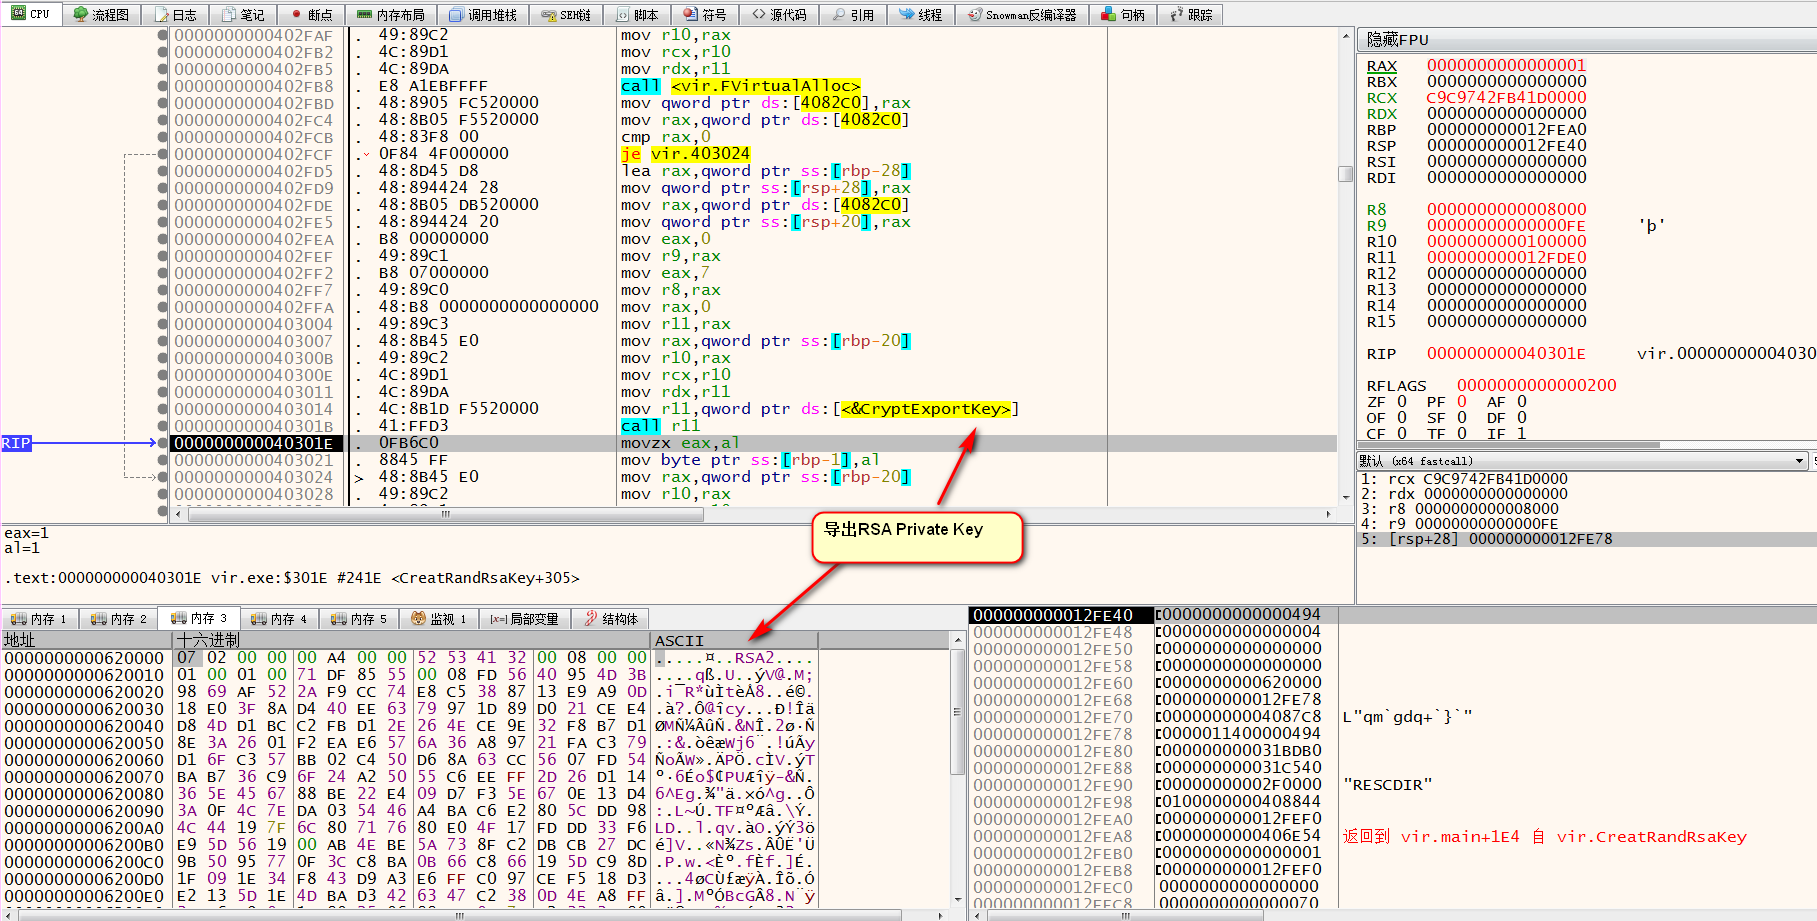 CPU 流程图 日志 笔记 断点 内存布局 调用堆栈 SEH链 脚本 符号 源代码 引用 线程 Snowman反编译器 句柄 跟踪
0000000000402FAF . 49:89C2 mov r10,rax
0000000000402FB2 . 4C:89D1 mov rcx,r10
0000000000402FB5 . 4C:89DA mov rdx,r11
0000000000402FB8 . E8 A1EBFFFF call <vir.FVirtualAlloc>
0000000000402FBD . 48:8905 FC520000 mov qword ptr ds:[4082C0],rax
0000000000402FC4 . 48:8B05 F5520000 mov rax,qword ptr ds:[4082C0]
0000000000402FCB . 48:83F8 00 cmp rax,0
0000000000402FCF . 0F84 4F000000 je vir.403024
0000000000402FD5 . 48:8D45 D8 lea rax,qword ptr ss:[rbp-28]
0000000000402FD9 . 48:894424 28 mov qword ptr ss:[rsp+28],rax
0000000000402FDE . 48:8B05 DB520000 mov rax,qword ptr ds:[4082C0]
0000000000402FE5 . 48:894424 20 mov qword ptr ss:[rsp+20],rax
0000000000402FEA . B8 00000000 mov eax,0
0000000000402FEF . 49:89C1 mov r9,rax
0000000000402FF2 . B8 07000000 mov eax,7
0000000000402FF7 . 49:89C0 mov r8,rax
0000000000402FFA . 48:B8 0000000000000000 mov rax,0
0000000000403004 . 49:89C3 mov r11,rax
0000000000403007 . 48:8B45 E0 mov rax,qword ptr ss:[rbp-20]
000000000040300B . 49:89C2 mov r10,rax
000000000040300E . 4C:89D1 mov rcx,r10
0000000000403011 . 4C:89DA mov rdx,r11
0000000000403014 . 4C:8B1D F5520000 mov r11,qword ptr ds:[<&CryptExportKey>]
000000000040301B . 41:FFD3 call r11
RIP 000000000040301E . 0FB6C0 movzx eax,al
0000000000403021 . 8845 FF mov byte ptr ss:[rbp-1],al
0000000000403024 > 48:8B45 E0 mov rax,qword ptr ss:[rbp-20]
0000000000403028 . 49:89C2 mov r10,rax
隐藏FPU
RAX 0000000000000001
RBX 0000000000000000
RCX C9C9742FB41D0000
RDX 0000000000000000
RBP 000000000012FEA0
RSP 000000000012FE40
RSI 0000000000000000
RDI 0000000000000000
R8 0000000000008000
R9 00000000000000FE 'þ'
R10 0000000000100000
R11 000000000012FDE0
R12 0000000000000000
R13 0000000000000000
R14 0000000000000000
R15 0000000000000000
RIP 000000000040301E vir.00000000004030
RFLAGS 0000000000000200
ZF 0 PF 0 AF 0
OF 0 SF 0 DF 0
CF 0 TF 0 IF 1
默认 (x64 fastcall)
1: rcx C9C9742FB41D0000
2: rdx 0000000000000000
3: r8 0000000000008000
4: r9 00000000000000FE
5: [rsp+28] 000000000012FE78
导出RSA Private Key
eax=1
al=1
.text:000000000040301E vir.exe:$301E #241E <CreatRandRsaKey+305>
内存 1 内存 2 内存 3 内存 4 内存 5 监视 1 [x=] 局部变量 结构体
地址 十六进制 ASCII
0000000000620000 07 02 00 00 00 A4 00 00 52 53 41 32 00 08 00 00 .....¤..RSA2....
0000000000620010 01 00 01 00 71 DF 85 55 00 08 FD 56 40 95 4D 3B ....qß.U..ýV@.M;
0000000000620020 98 69 AF 52 2A F9 CC 74 E8 C5 38 87 13 E9 A9 0D .i¯R*ùÌtèÅ8..é©.
0000000000620030 18 E0 3F 8A D4 40 EE 63 79 97 1D 89 D0 21 CE E4 .à?.Ô@îcy...Ð!Îä
0000000000620040 D8 4D D1 BC C2 FB D1 2E 26 4E CE 9E 32 F8 B7 D1 ØMÑ¼ÂûÑ.&NÎ.2ø·Ñ
0000000000620050 8E 3A 26 01 F2 EA E6 57 6A 36 A8 97 21 FA C3 79 .:&.òêæWj6¨.!úÃy
0000000000620060 D1 6F C3 57 BB 02 C4 50 D6 8A 63 CC 56 07 FD 54 ÑoÃW».ÄPÖ.cÌV.ýT
0000000000620070 BA B7 36 C9 6F 24 A2 50 55 C6 EE FF 2D 26 D1 14 º·6Éo$¢PUÆîÿ-&Ñ.
0000000000620080 36 5E 45 67 88 BE 22 E4 09 D7 F3 5E 67 0E 13 D4 6^Eg.¾"ä.×ó^g..Ô
0000000000620090 3A 0F 4C 7E DA 03 54 46 A4 BA C6 E2 80 5C DD 98 :.L~Ú.TF¤ºÆâ.\Ý.
00000000006200A0 4C 44 19 7F 6C 80 71 76 80 E0 4F 17 FD DD 33 F6 LD..l.qv.àO.ýÝ3ö
00000000006200B0 E9 5D 56 19 00 AB 4E BE 5A 73 8F C2 DB CB 27 DC é]V..«N¾Zs.ÂÛË'Ü
00000000006200C0 9B 50 95 77 0F 3C C8 BA 0B 66 C8 66 19 5D C9 8D .P.w.<Èº.fÈf.]É.
00000000006200D0 1F 09 1E 34 F8 43 D9 A3 E6 FF C0 97 CE F5 18 D3 ...4øCÙ£æÿÀ.Îõ.Ó
00000000006200E0 E2 13 5D 1E 4D BD AD3 42 63 47 C2 38 0D 4E A8 FF
000000000012FE40 0000000000000494
000000000012FE48 0000000000000004
000000000012FE50 0000000000000000
000000000012FE58 0000000000000000
000000000012FE60 0000000000620000
000000000012FE68 000000000012FE78
000000000012FE70 00000000004087C8 L"qm`gdq+`}`"
000000000012FE78 0000011400000494
000000000012FE80 000000000031BDB0
000000000012FE88 000000000031C540
000000000012FE90 00000000002F0000 "RESCDIR"
000000000012FE98 0100000000408844
000000000012FEA0 000000000012FEF0
000000000012FEA8 0000000000406E54 返回到 vir.main+1E4 自 vir.CreatRandRsaKey
000000000012FEB0 0000000000000001
000000000012FEB8 000000000012FEF0
000000000012FEC0 0000000000000000
000000000012FEC8 0000000000000070